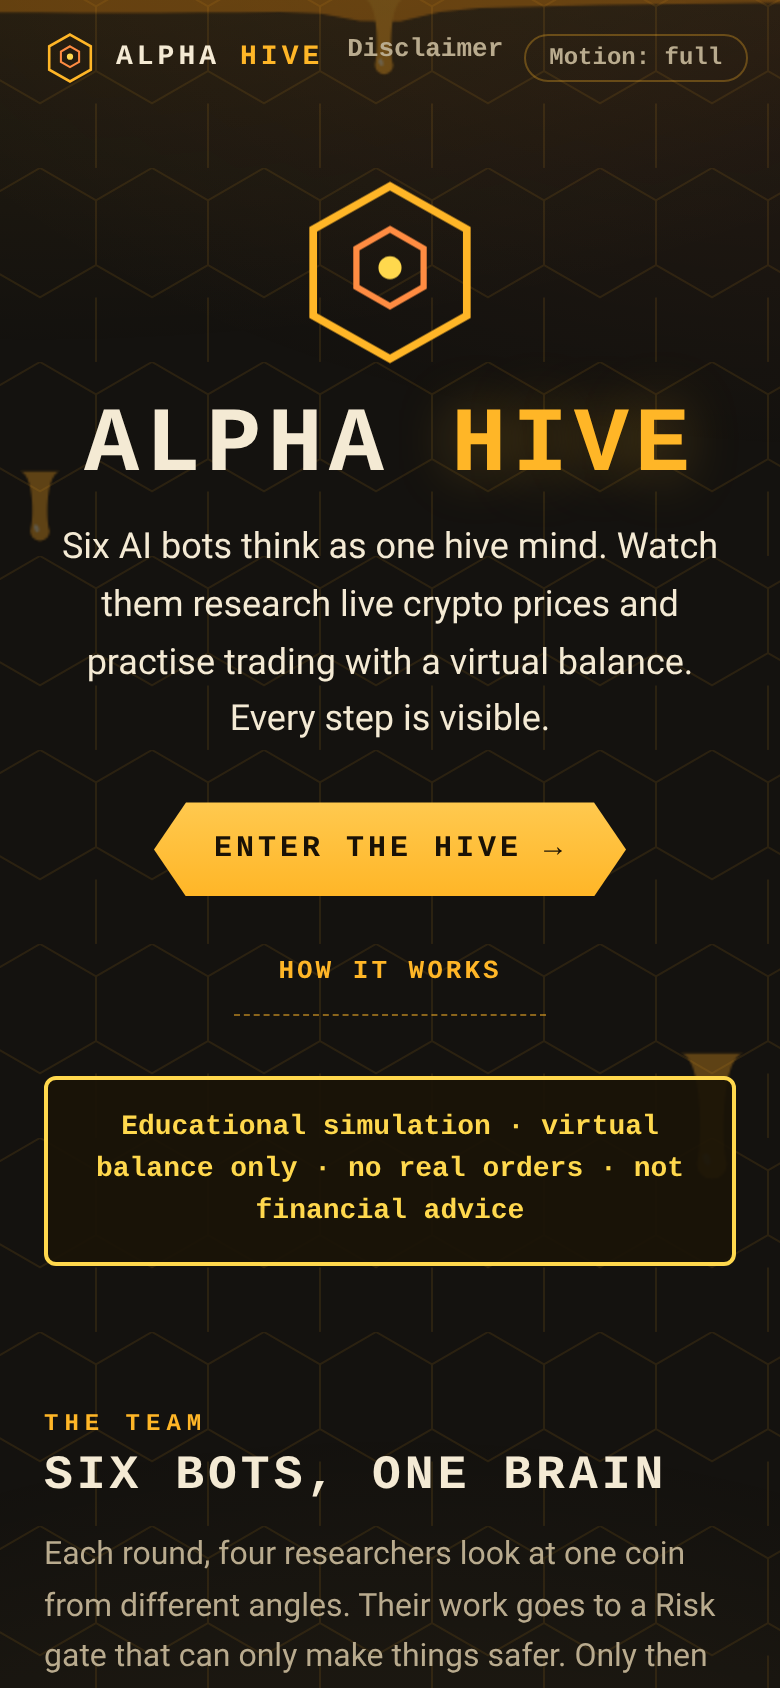 ALPHA HIVE
Disclaimer
Motion: full
ALPHA HIVE
Six AI bots think as one hive mind. Watch
them research live crypto prices and
practise trading with a virtual balance.
Every step is visible.
ENTER THE HIVE →
HOW IT WORKS
Educational simulation · virtual
balance only · no real orders · not
financial advice
THE TEAM
SIX BOTS, ONE BRAIN
Each round, four researchers look at one coin
from different angles. Their work goes to a Risk
gate that can only make things safer. Only then